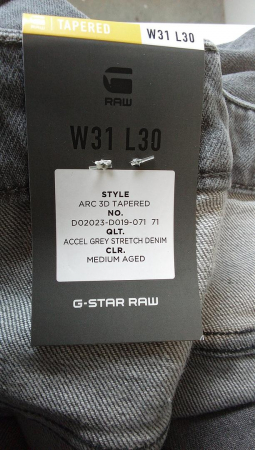 TAPERED W31 L30
RAW
W31 L30
STYLE
ARC 3D TAPERED
NO.
D02023-D019-071 71
QLT.
ACCEL GREY STRETCH DENIM
CLR.
MEDIUM AGED
G-STAR RAW